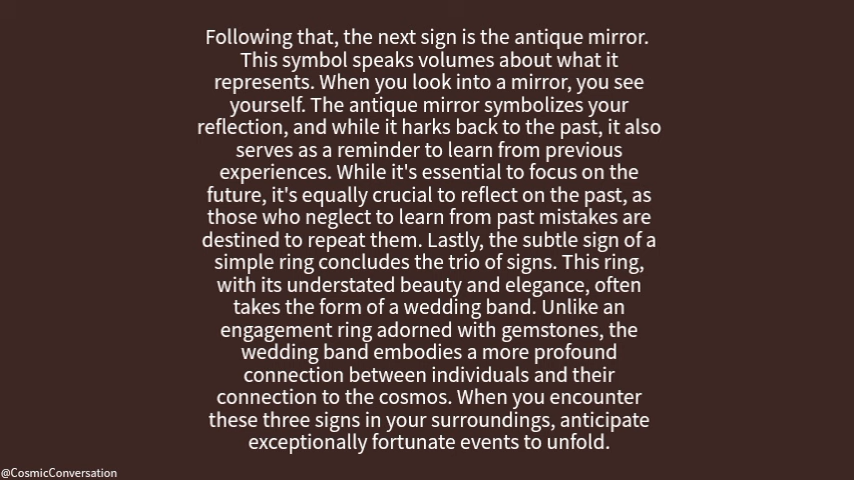 Following that, the next sign is the antique mirror.
This symbol speaks volumes about what it
represents. When you look into a mirror, you see
yourself. The antique mirror symbolizes your
reflection, and while it harks back to the past, it also
serves as a reminder to learn from previous
experiences. While it's essential to focus on the
future, it's equally crucial to reflect on the past, as
those who neglect to learn from past mistakes are
destined to repeat them. Lastly, the subtle sign of a
simple ring concludes the trio of signs. This ring,
with its understated beauty and elegance, often
takes the form of a wedding band. Unlike an
engagement ring adorned with gemstones, the
wedding band embodies a more profound
connection between individuals and their
connection to the cosmos. When you encounter
these three signs in your surroundings, anticipate
exceptionally fortunate events to unfold.
@CosmicConversation